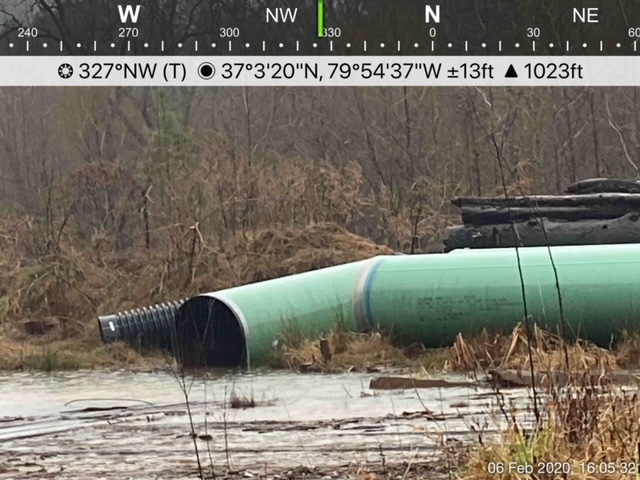 W NW N NE
240 270 300 330 0 30 60
327°NW (T) 37°3'20"N, 79°54'37"W ±13ft ▲ 1023ft
06 Feb 2020, 16:05:32